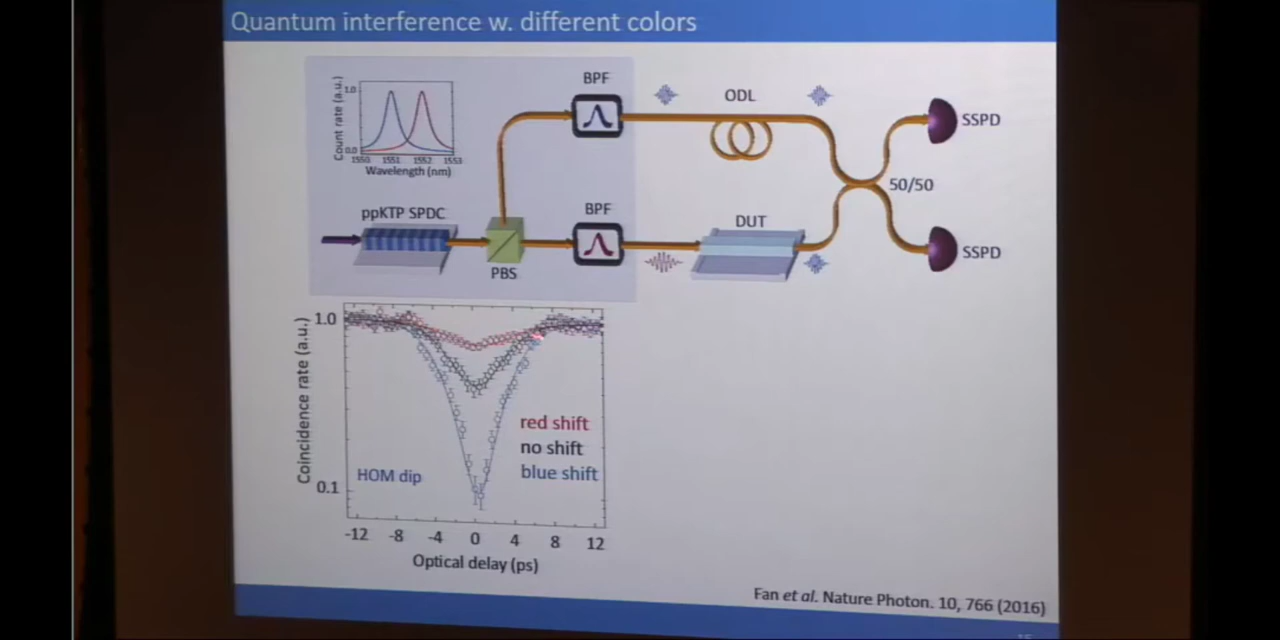 Quantum interference w. different colors
BPF
ODL
SSPD
Count rate (a.u.)
1.0
0.0
1550 1551 1552 1553
Wavelength (nm)
50/50
ppKTP SPDC
BPF
DUT
PBS
SSPD
Coincidence rate (a.u.)
1.0
red shift
no shift
HOM dip
blue shift
0.1
-12 -8 -4 0 4 8 12
Optical delay (ps)
Fan et al. Nature Photon. 10, 766 (2016)